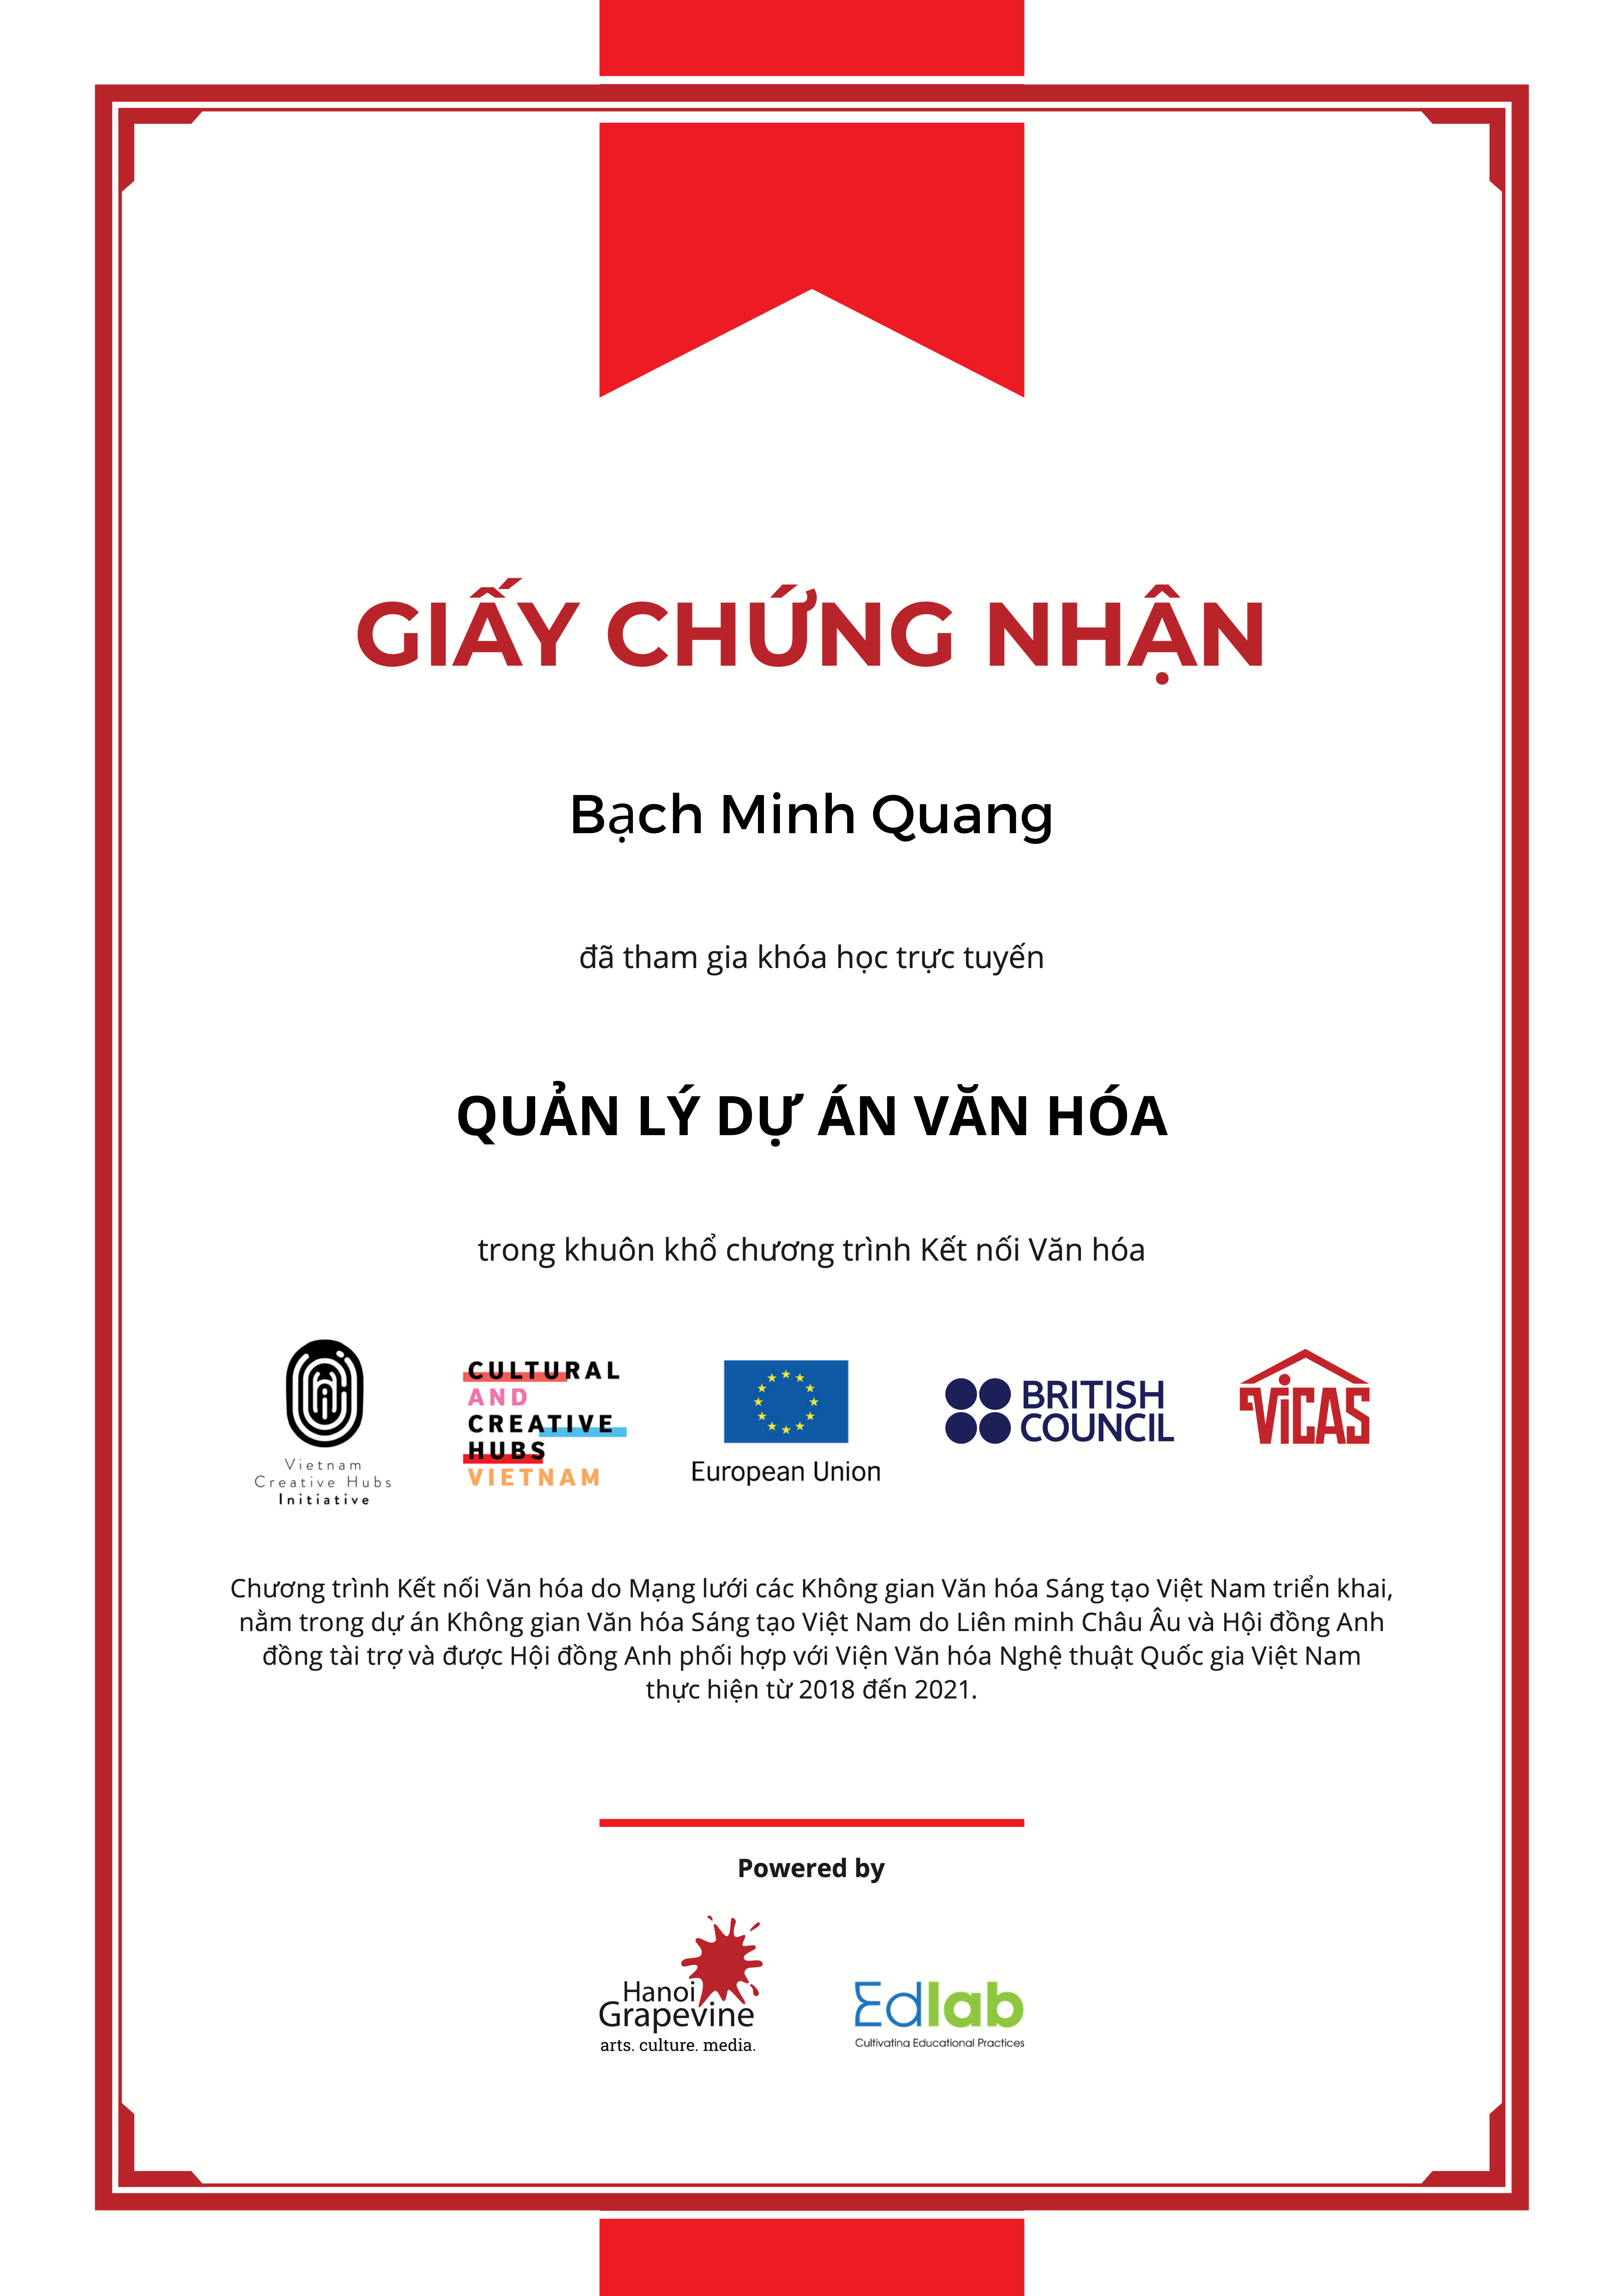 GIẤY CHỨNG NHẬN
Bạch Minh Quang
đã tham gia khóa học trực tuyến
QUẢN LÝ DỰ ÁN VĂN HÓA
trong khuôn khổ chương trình Kết nối Văn hóa
Vietnam
Creative Hubs
Initiative
CULTURAL
AND
CREATIVE
HUBS
VIETNAM
European Union
BRITISH
COUNCIL
VICAS
Chương trình Kết nối Văn hóa do Mạng lưới các Không gian Văn hóa Sáng tạo Việt Nam triển khai,
nằm trong dự án Không gian Văn hóa Sáng tạo Việt Nam do Liên minh Châu Âu và Hội đồng Anh
đồng tài trợ và được Hội đồng Anh phối hợp với Viện Văn hóa Nghệ thuật Quốc gia Việt Nam
thực hiện từ 2018 đến 2021.
Powered by
Hanoi
Grapevine
arts. culture. media.
Edlab
Cultivating Educational Practices